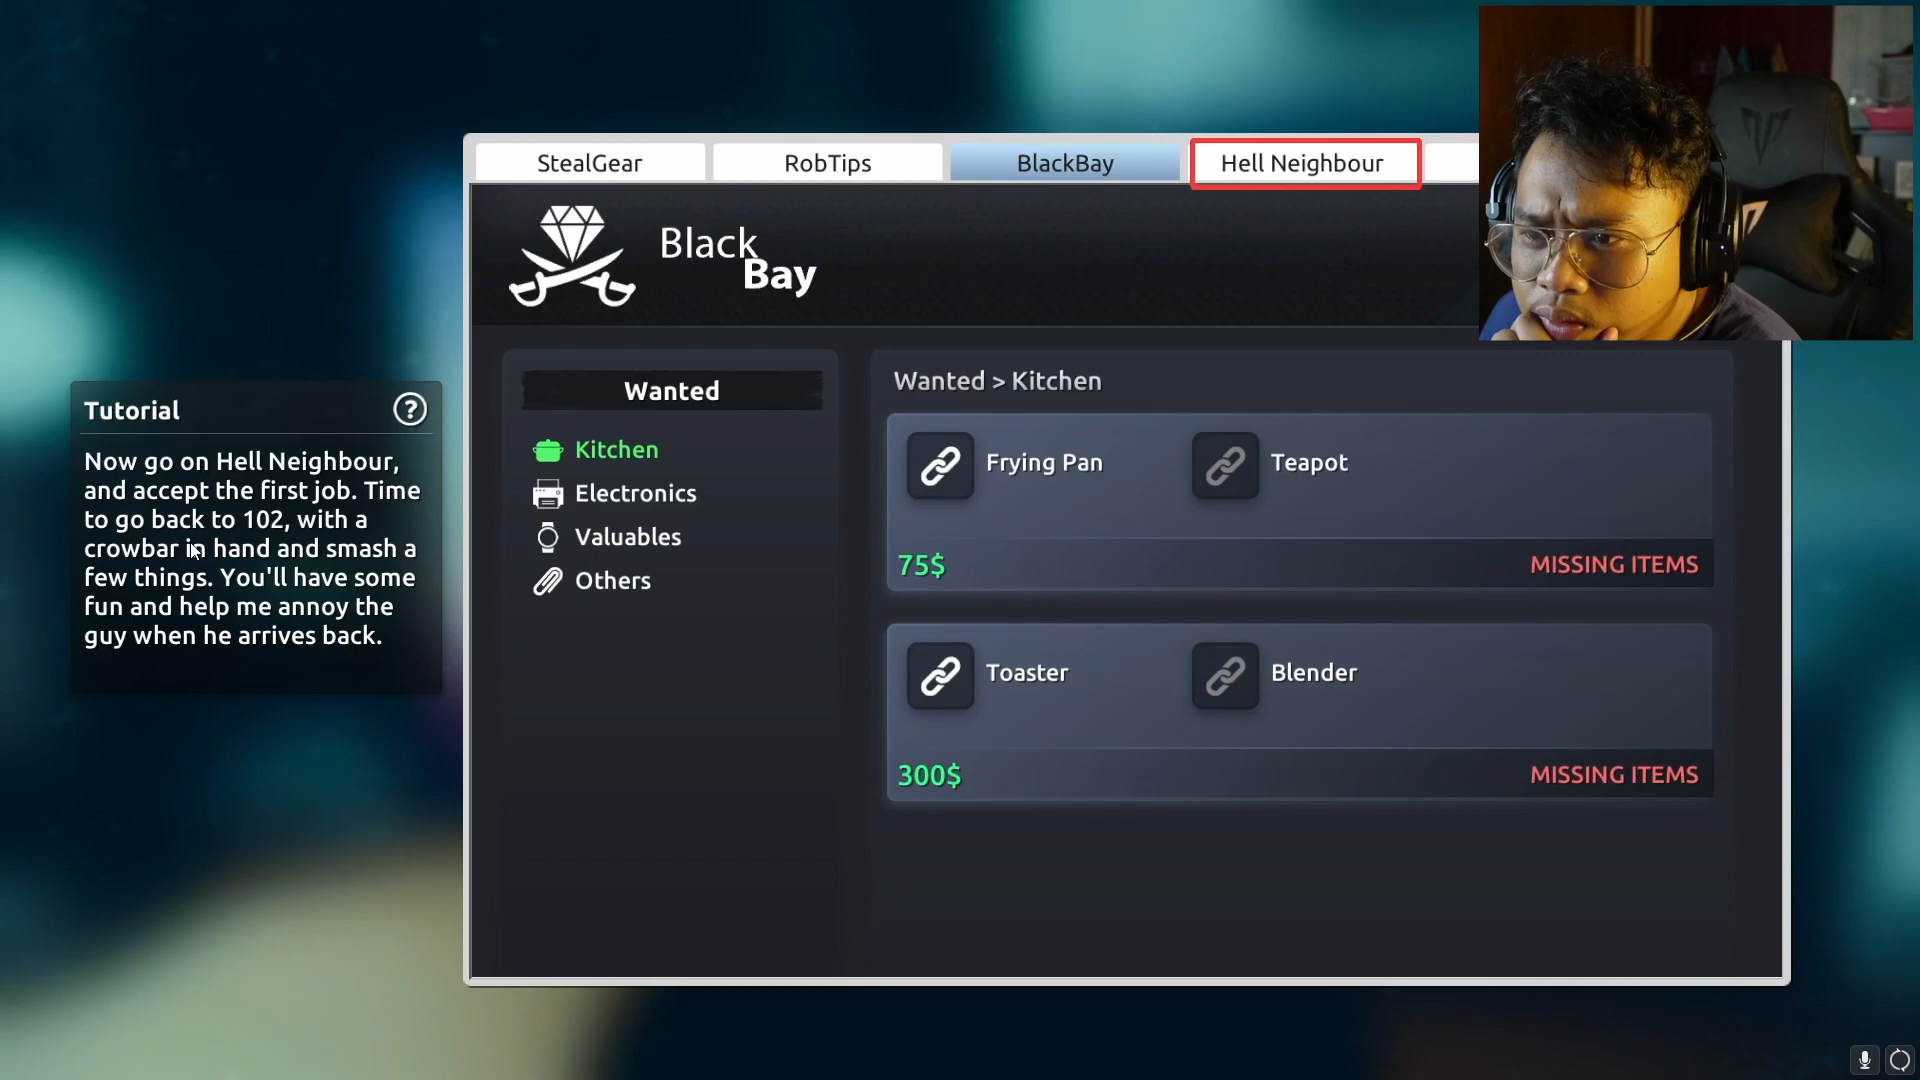 StealGear
RobTips
BlackBay
Hell Neighbour
Black
Bay
Wanted
Kitchen
Electronics
Valuables
Others
Wanted > Kitchen
Frying Pan
Teapot
75$
MISSING ITEMS
Toaster
Blender
300$
MISSING ITEMS
Tutorial
?
Now go on Hell Neighbour,
and accept the first job. Time
to go back to 102, with a
crowbar in hand and smash a
few things. You'll have some
fun and help me annoy the
guy when he arrives back.